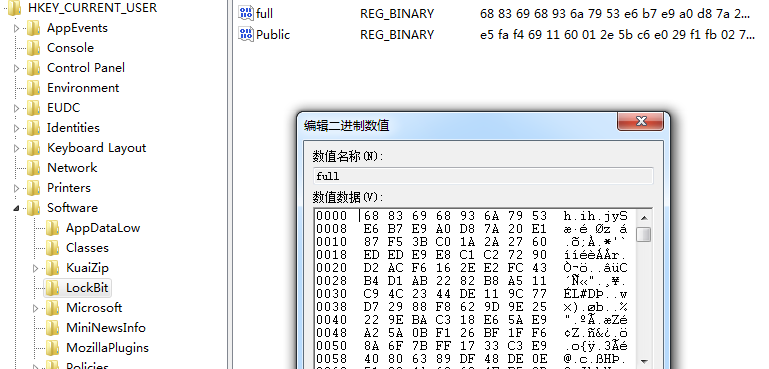 HKEY_CURRENT_USER
AppEvents
Console
Control Panel
Environment
EUDC
Identities
Keyboard Layout
Network
Printers
Software
AppDataLow
Classes
KuaiZip
LockBit
Microsoft
MiniNewsInfo
MozillaPlugins
Policies
full REG_BINARY 68 83 69 68 93 6a 79 53 e6 b7 e9 a0 d8 7a 2...
Public REG_BINARY e5 fa f4 69 11 60 01 2e 5b c6 e0 29 f1 fb 02 7...
编辑二进制数值
数值名称(N):
full
数值数据(V):
0000 68 83 69 68 93 6A 79 53 h.ih.jyS
0008 E6 B7 E9 A0 D8 7A 20 E1 æ·é Øz á
0010 87 F5 3B C0 1A 2A 27 60 .õ;À.*'`
0018 ED ED E9 E8 C1 C2 72 90 ííéèÁÂr.
0020 D2 AC F6 16 2E E2 FC 43 Ò¬ö..âüC
0028 B4 D1 AB 22 82 B8 A5 11 ´Ñ«".¸¥.
0030 C9 4C 23 44 DE 11 9C 77 ÉL#DÞ..w
0038 D7 29 88 F8 62 9D 9E 25 ×).øb..%
0040 22 9E BA C3 18 E6 5A E9 ".ºÃ.æZé
0048 A2 5A 0B F1 26 BF 1F F6 ¢Z.ñ&¿.ö
0050 8A 6F 7B FF 17 33 C3 E9 .o{ÿ.3Ãé
0058 40 80 63 89 DF 48 DE 0E @.c.ßHÞ.